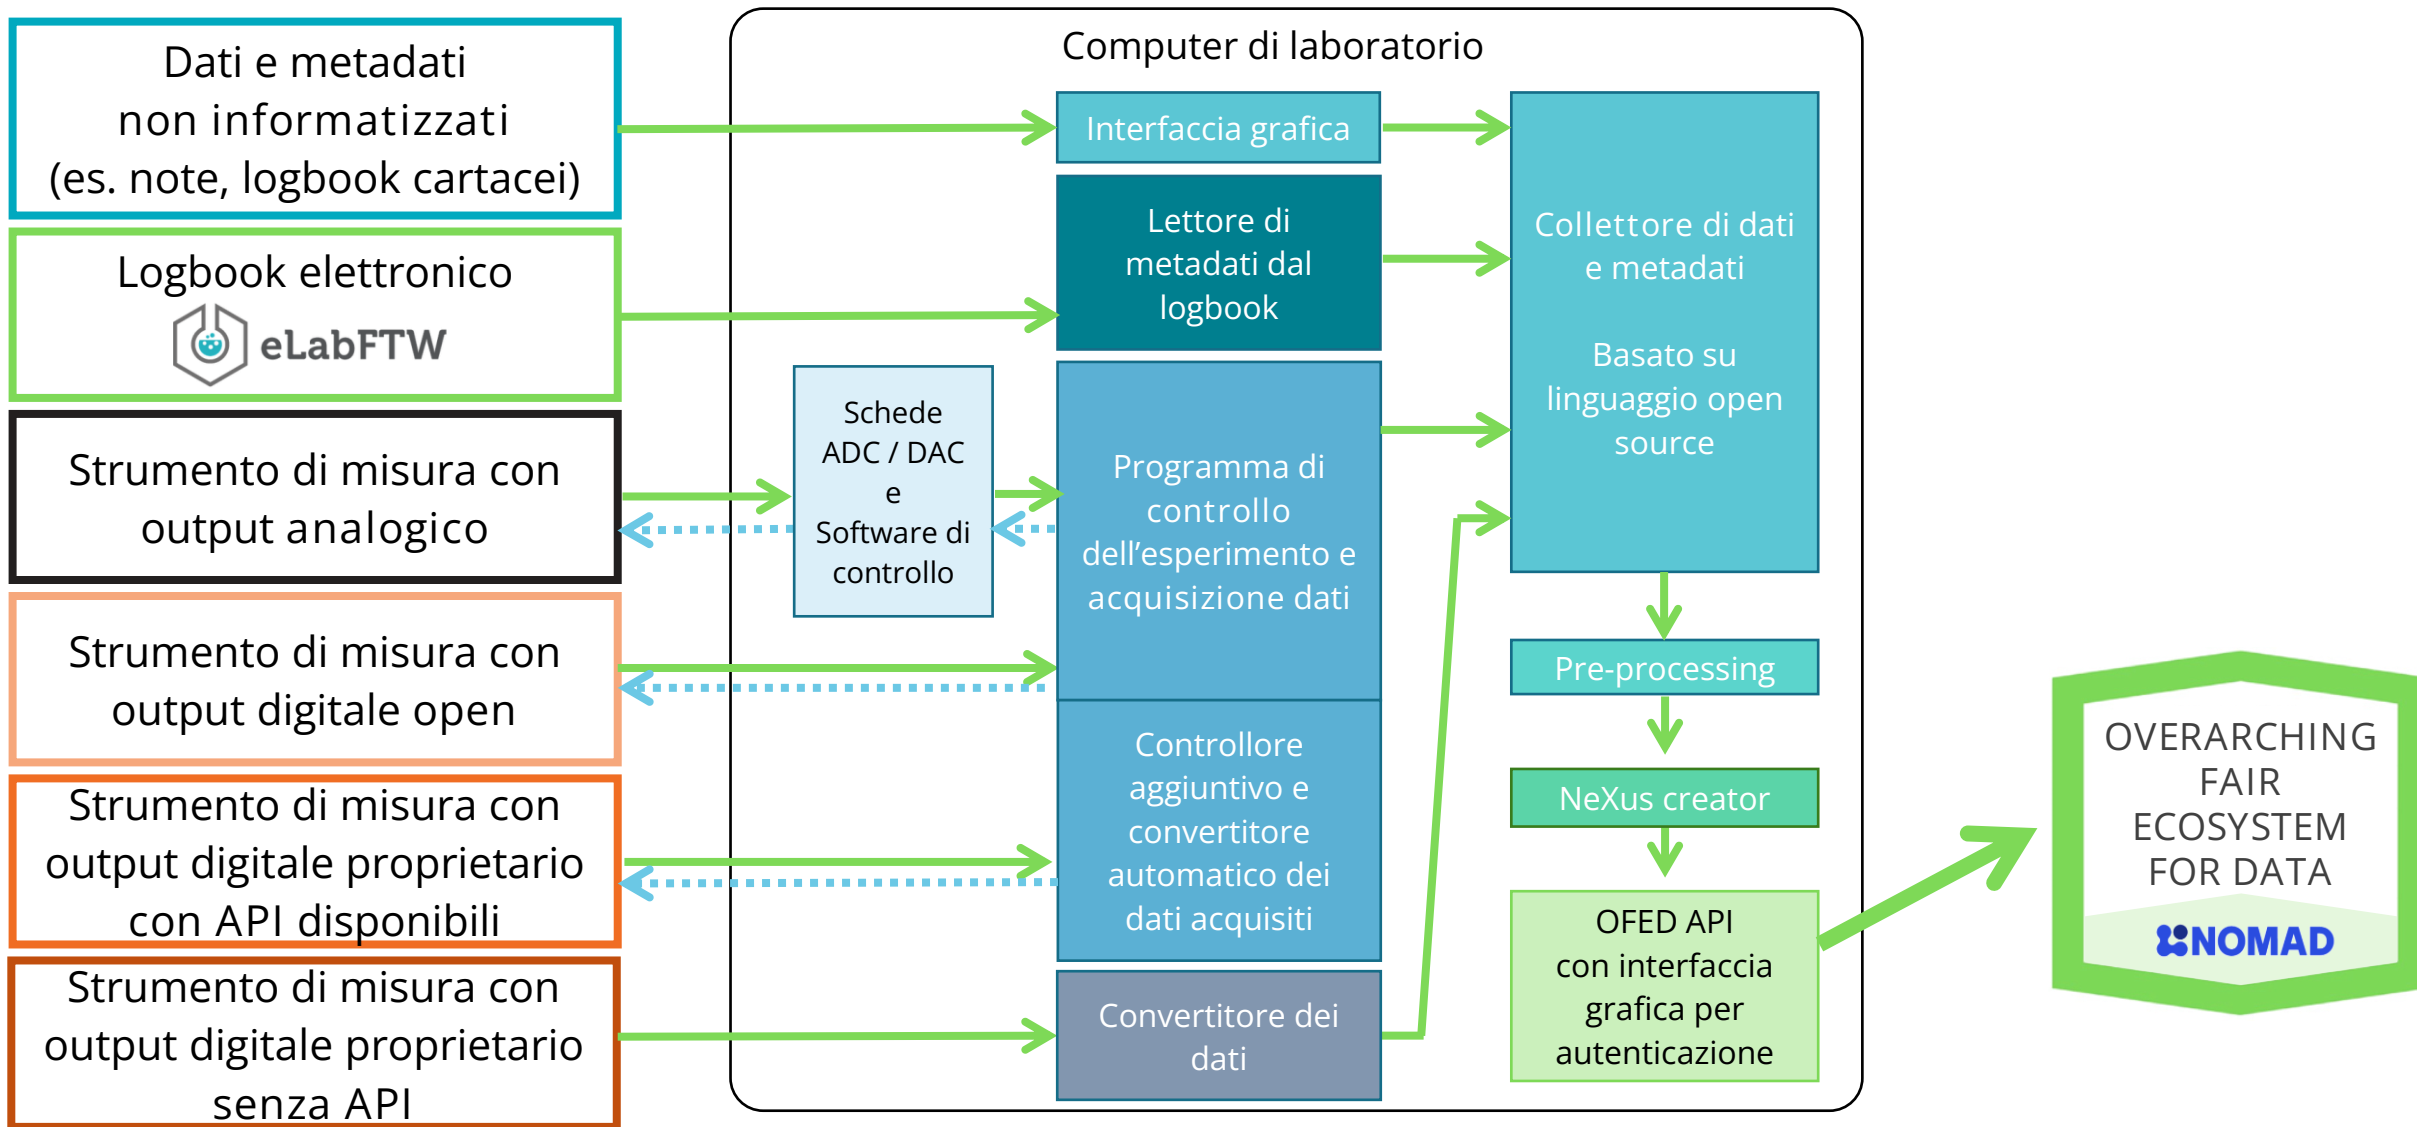 Dati e metadati
non informatizzati
(es. note, logbook cartacei)
Logbook elettronico
eLabFTW
Strumento di misura con
output analogico
Strumento di misura con
output digitale open
Strumento di misura con
output digitale proprietario
con API disponibili
Strumento di misura con
output digitale proprietario
senza API
Computer di laboratorio
Schede
ADC / DAC
e
Software di
controllo
Interfaccia grafica
Lettore di
metadati dal
logbook
Programma di
controllo
dell’esperimento e
acquisizione dati
Controllore
aggiuntivo e
convertitore
automatico dei
dati acquisiti
Convertitore dei
dati
Collettore di dati
e metadati
Basato su
linguaggio open
source
Pre-processing
NeXus creator
OFED API
con interfaccia
grafica per
autenticazione
OVERARCHING
FAIR
ECOSYSTEM
FOR DATA
NOMAD